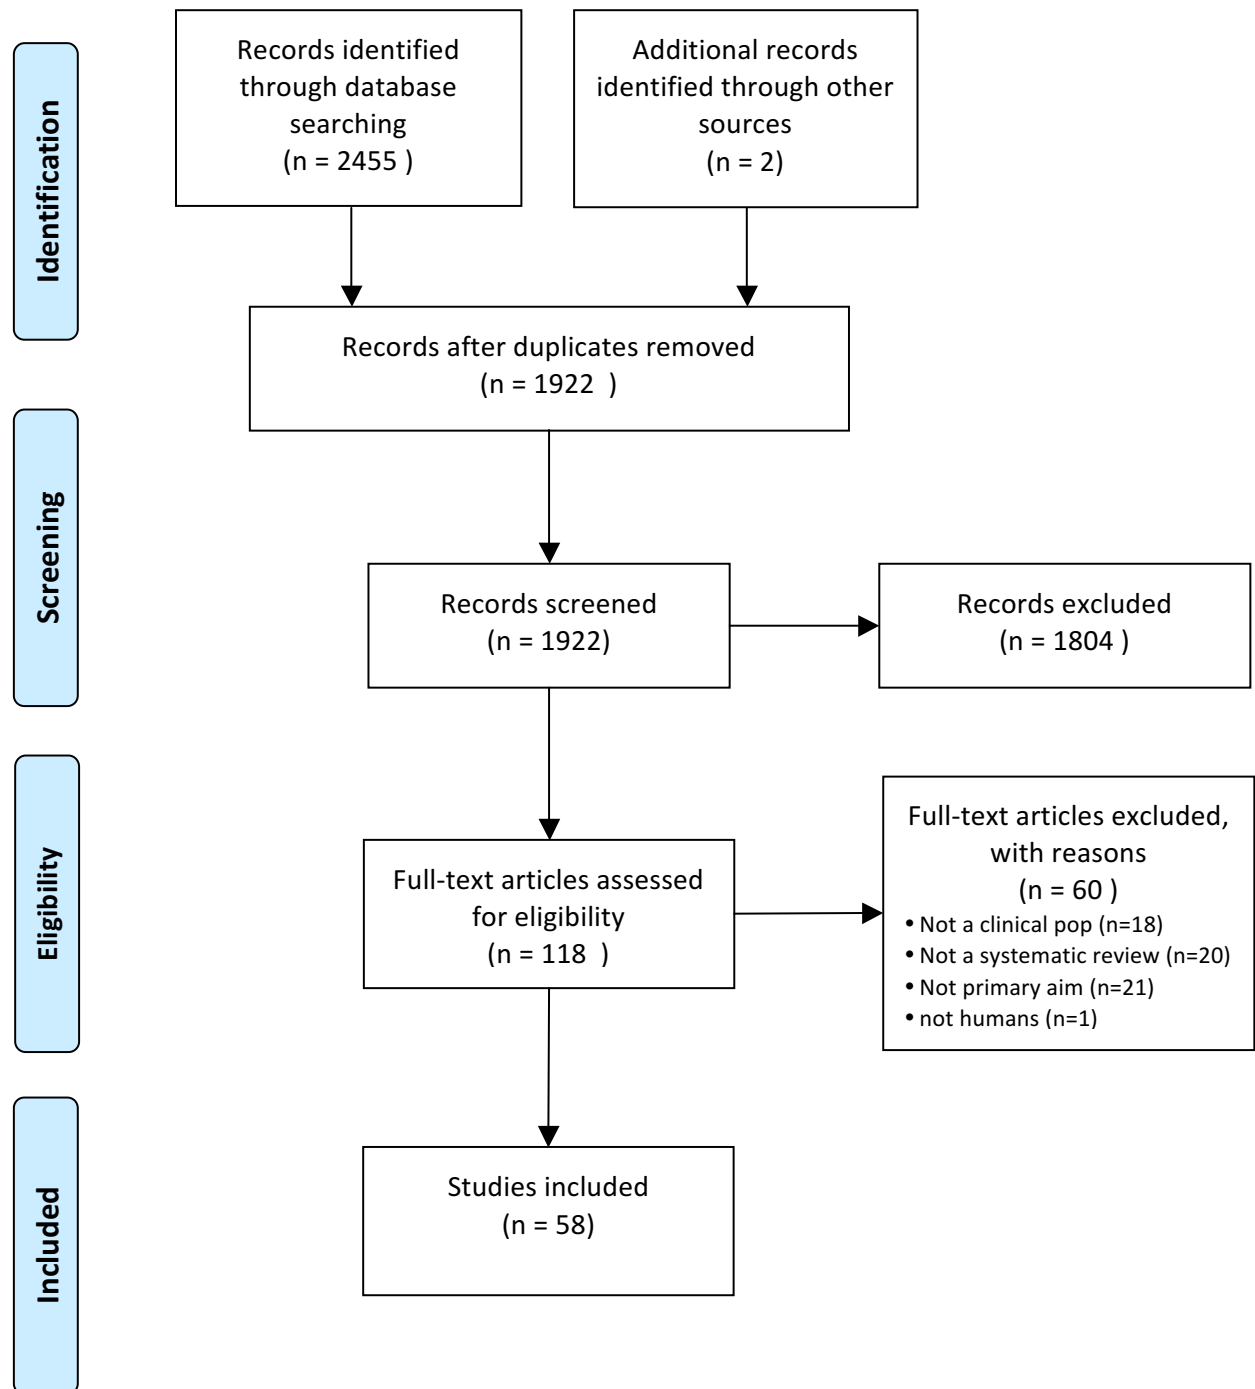 Identification
Records identified
through database
searching
(n = 2455 )
Additional records
identified through other
sources
(n = 2)
Records after duplicates removed
(n = 1922  )
Screening
Records screened
(n = 1922)
Records excluded
(n = 1804 )
Eligibility
Full-text articles assessed
for eligibility
(n = 118  )
Full-text articles excluded,
with reasons
(n = 60 )
• Not a clinical pop (n=18)
• Not a systematic review (n=20)
• Not primary aim (n=21)
• not humans (n=1)
Included
Studies included
(n = 58)